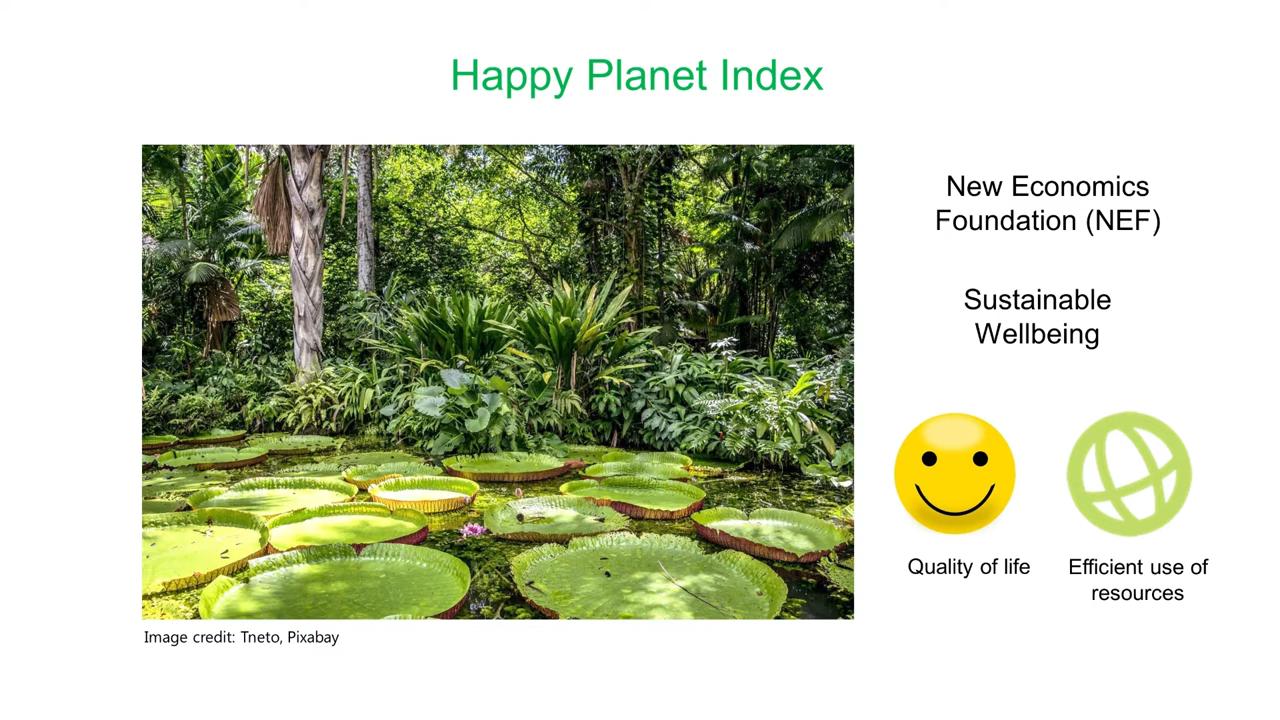 Happy Planet Index
New Economics
Foundation (NEF)
Sustainable
Wellbeing
Quality of life
Efficient use of
resources
Image credit: Tneto, Pixabay